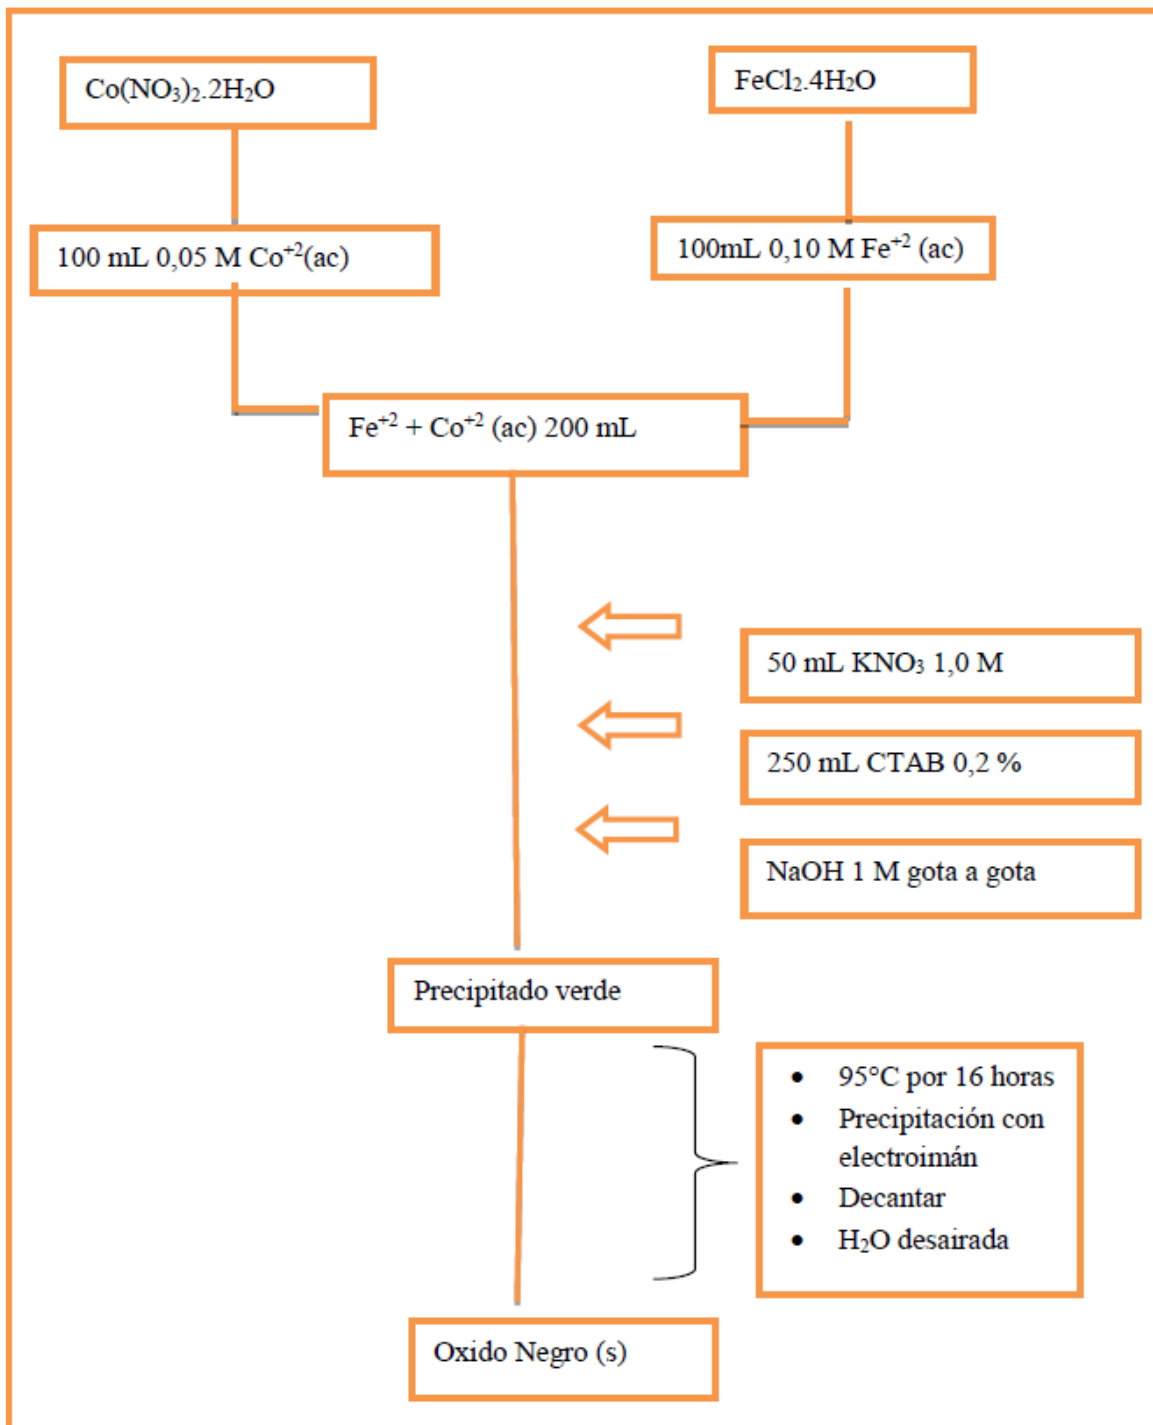 Co(NO₃)₂.2H₂O
FeCl₂.4H₂O
100 mL 0,05 M Co⁺²(ac)
100mL 0,10 M Fe⁺² (ac)
Fe⁺² + Co⁺² (ac) 200 mL
50 mL KNO₃ 1,0 M
250 mL CTAB 0,2 %
NaOH 1 M gota a gota
Precipitado verde
• 95°C por 16 horas
• Precipitación con
electroimán
• Decantar
• H₂O desairada
Oxido Negro (s)